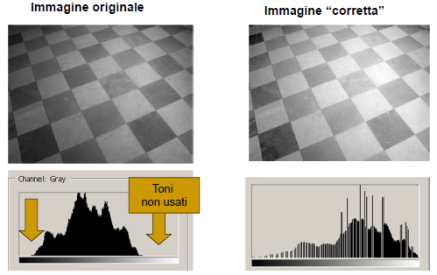 Immagine originale
Immagine “corretta”
Channel: Gray
Toni
non usati